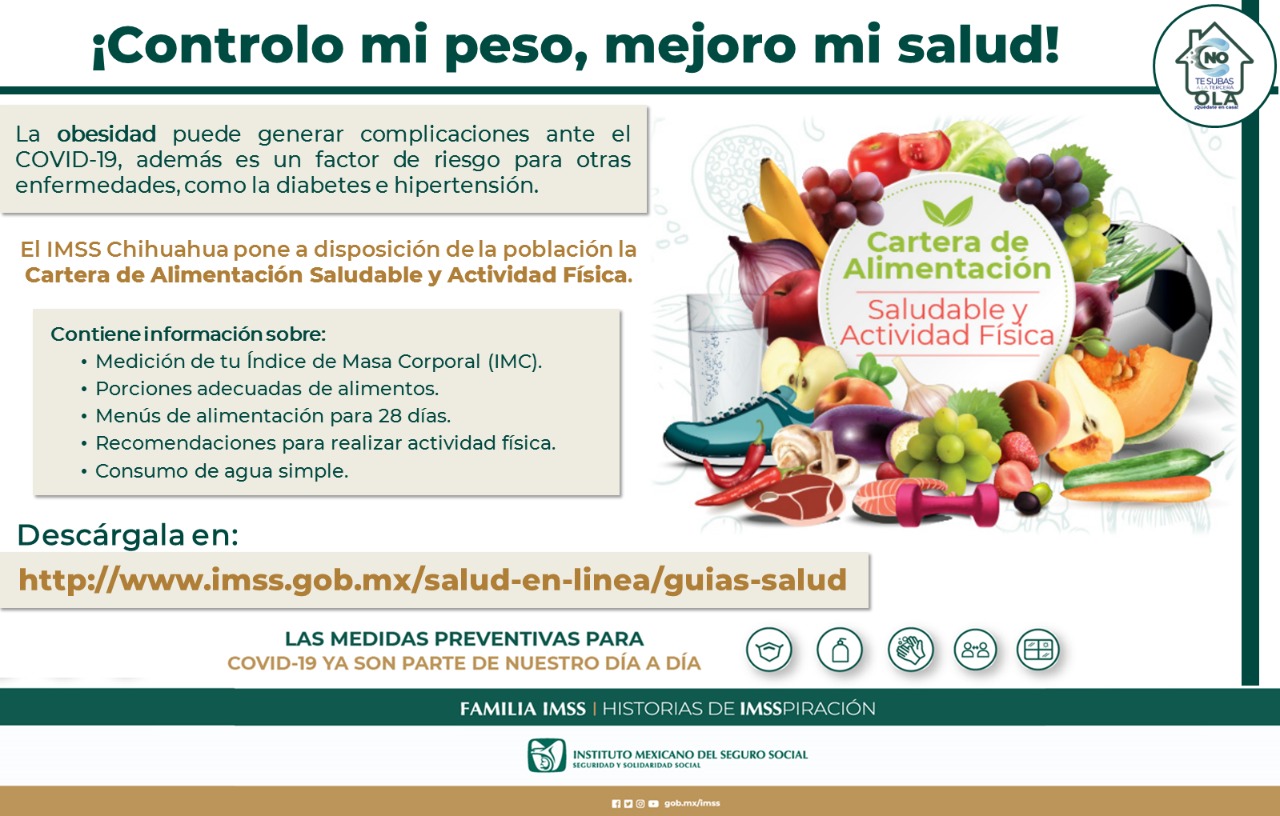 ¡Controlo mi peso, mejoro mi salud!
NO
TE SUBAS
A LA TERCERA
OLA
¡Quédate en casa!
La obesidad puede generar complicaciones ante el
COVID-19, además es un factor de riesgo para otras
enfermedades, como la diabetes e hipertensión.
El IMSS Chihuahua pone a disposición de la población la
Cartera de Alimentación Saludable y Actividad Física.
Contiene información sobre:
• Medición de tu Índice de Masa Corporal (IMC).
• Porciones adecuadas de alimentos.
• Menús de alimentación para 28 días.
• Recomendaciones para realizar actividad física.
• Consumo de agua simple.
Cartera de
Alimentación
Saludable y
Actividad Física
Descárgala en:
http://www.imss.gob.mx/salud-en-linea/guias-salud
LAS MEDIDAS PREVENTIVAS PARA
COVID-19 YA SON PARTE DE NUESTRO DÍA A DÍA
FAMILIA IMSS | HISTORIAS DE IMSSPIRACIÓN
INSTITUTO MEXICANO DEL SEGURO SOCIAL
SEGURIDAD Y SOLIDARIDAD SOCIAL
gob.mx/imss